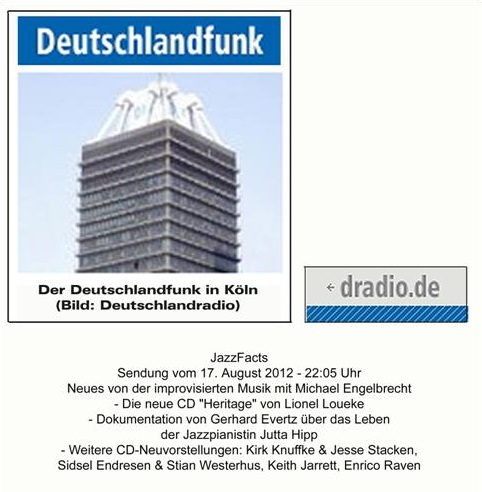 Deutschlandfunk
Der Deutschlandfunk in Köln
(Bild: Deutschlandradio)
dradio.de
JazzFacts
Sendung vom 17. August 2012 - 22:05 Uhr
Neues von der improvisierten Musik mit Michael Engelbrecht
- Die neue CD "Heritage" von Lionel Loueke
- Dokumentation von Gerhard Evertz über das Leben
der Jazzpianistin Jutta Hipp
- Weitere CD-Neuvorstellungen: Kirk Knuffke & Jesse Stacken,
Sidsel Endresen & Stian Westerhus, Keith Jarrett, Enrico Raven